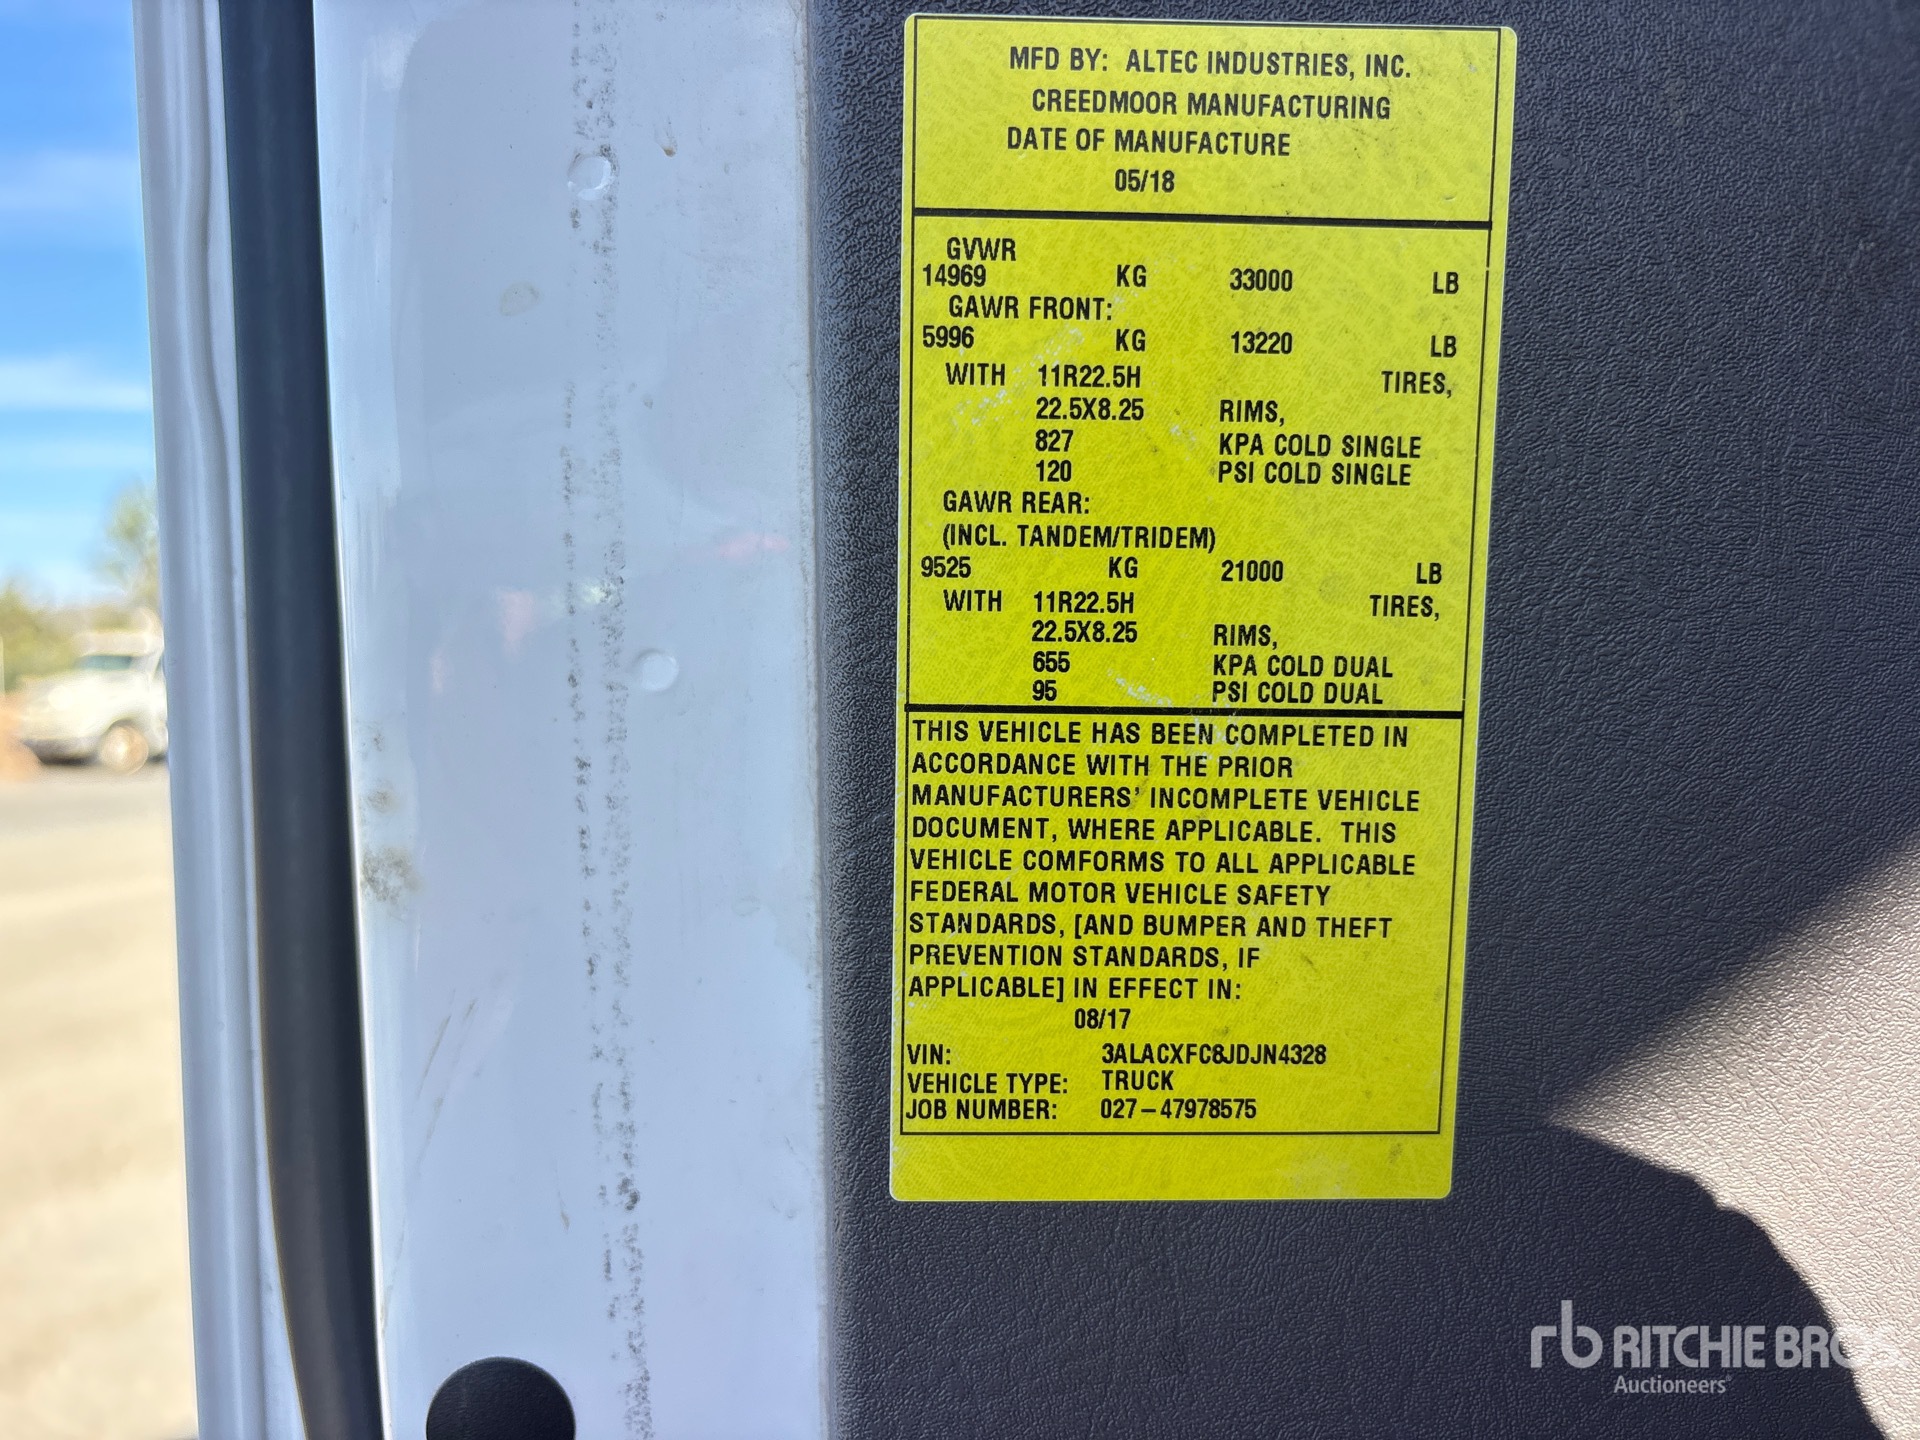 MFD BY: ALTEC INDUSTRIES, INC.
CREEDMOOR MANUFACTURING
DATE OF MANUFACTURE
05/18
GVWR
14969 KG 33000 LB
GAWR FRONT:
5996 KG 13220 LB
WITH 11R22.5H TIRES,
22.5X8.25 RIMS,
827 KPA COLD SINGLE
120 PSI COLD SINGLE
GAWR REAR:
(INCL. TANDEM/TRIDEM)
9525 KG 21000 LB
WITH 11R22.5H TIRES,
22.5X8.25 RIMS,
655 KPA COLD DUAL
95 PSI COLD DUAL
THIS VEHICLE HAS BEEN COMPLETED IN
ACCORDANCE WITH THE PRIOR
MANUFACTURERS' INCOMPLETE VEHICLE
DOCUMENT, WHERE APPLICABLE. THIS
VEHICLE COMFORMS TO ALL APPLICABLE
FEDERAL MOTOR VEHICLE SAFETY
STANDARDS, [AND BUMPER AND THEFT
PREVENTION STANDARDS, IF
APPLICABLE] IN EFFECT IN:
08/17
VIN: 3ALACXFC8JDJN4328
VEHICLE TYPE: TRUCK
JOB NUMBER: 027-47978575
rb RITCHIE BROS
Auctioneers